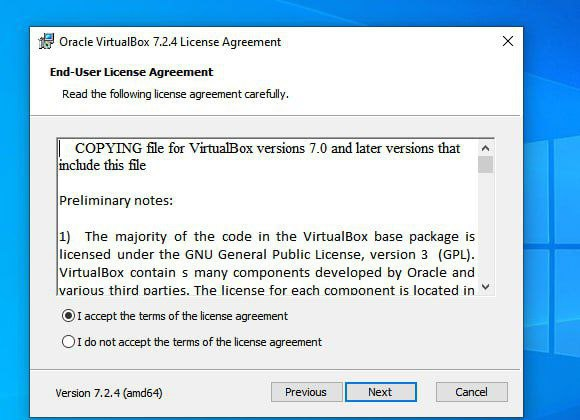 Oracle VirtualBox 7.2.4 License Agreement
End-User License Agreement
Read the following license agreement carefully.
COPYING file for VirtualBox versions 7.0 and later versions that
include this file
Preliminary notes:
1) The majority of the code in the VirtualBox base package is
licensed under the GNU General Public License, version 3 (GPL).
VirtualBox contain s many components developed by Oracle and
various third parties. The license for each component is located in
I accept the terms of the license agreement
I do not accept the terms of the license agreement
Version 7.2.4 (amd64)
Previous
Next
Cancel